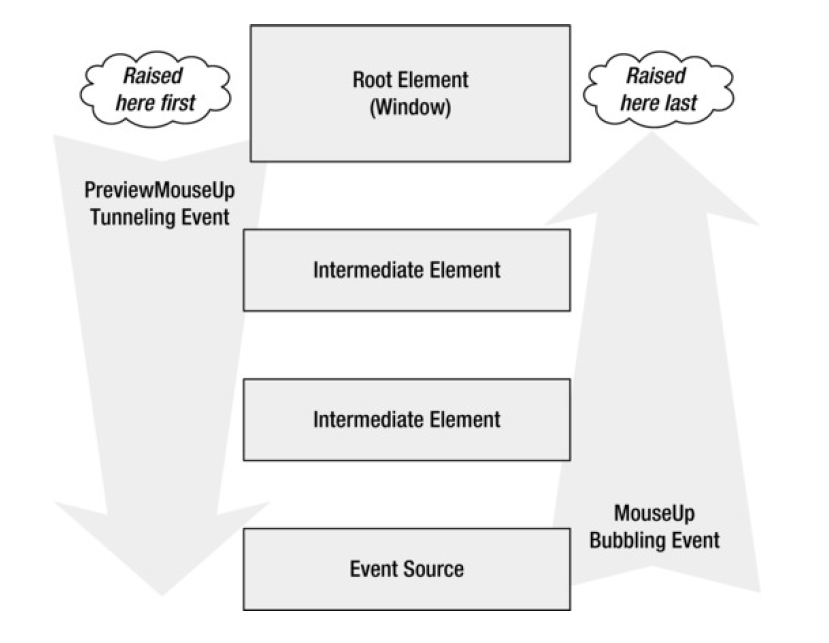 Raised
here first
Root Element
(Window)
Raised
here last
PreviewMouseUp
Tunneling Event
Intermediate Element
Intermediate Element
MouseUp
Bubbling Event
Event Source